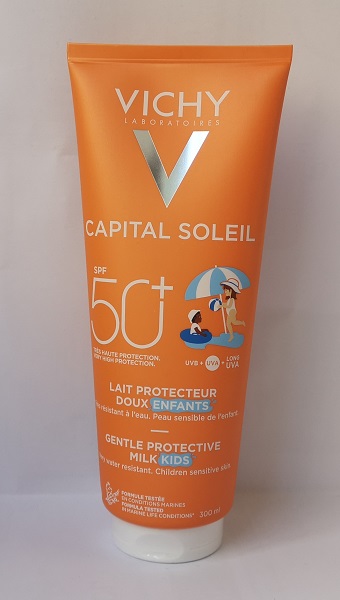 VICHY
LABORATOIRES
CAPITAL SOLEIL
SPF
50+
TRÈS HAUTE PROTECTION.
VERY HIGH PROTECTION.
UVB + UVA + LONG UVA
LAIT PROTECTEUR
DOUX ENFANTS
résistant à l'eau. Peau sensible de l'enfant.
GENTLE PROTECTIVE
MILK KIDS
water resistant. Children sensitive skin
FORMULE TESTÉE
EN CONDITIONS MARINES
FORMULA TESTED
IN MARINE LIFE CONDITIONS*
300 ml